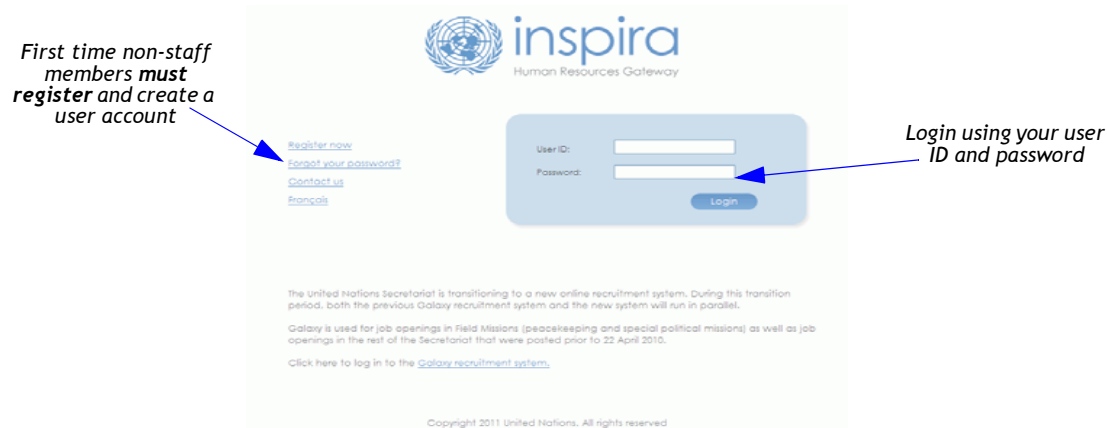 inspira
Human Resources Gateway
First time non-staff
members must
register and create a
user account
Register now
Forgot your password?
Contact us
Français
User ID:
Password:
Login
Login using your user
ID and password
The United Nations Secretariat is transitioning to a new online recruitment system. During this transition
period, both the previous Galaxy recruitment system and the new system will run in parallel.
Galaxy is used for job openings in Field Missions (peacekeeping and special political missions) as well as job
openings in the rest of the Secretariat that were posted prior to 22 April 2010.
Click here to log in to the Galaxy recruitment system.
Copyright 2011 United Nations. All rights reserved